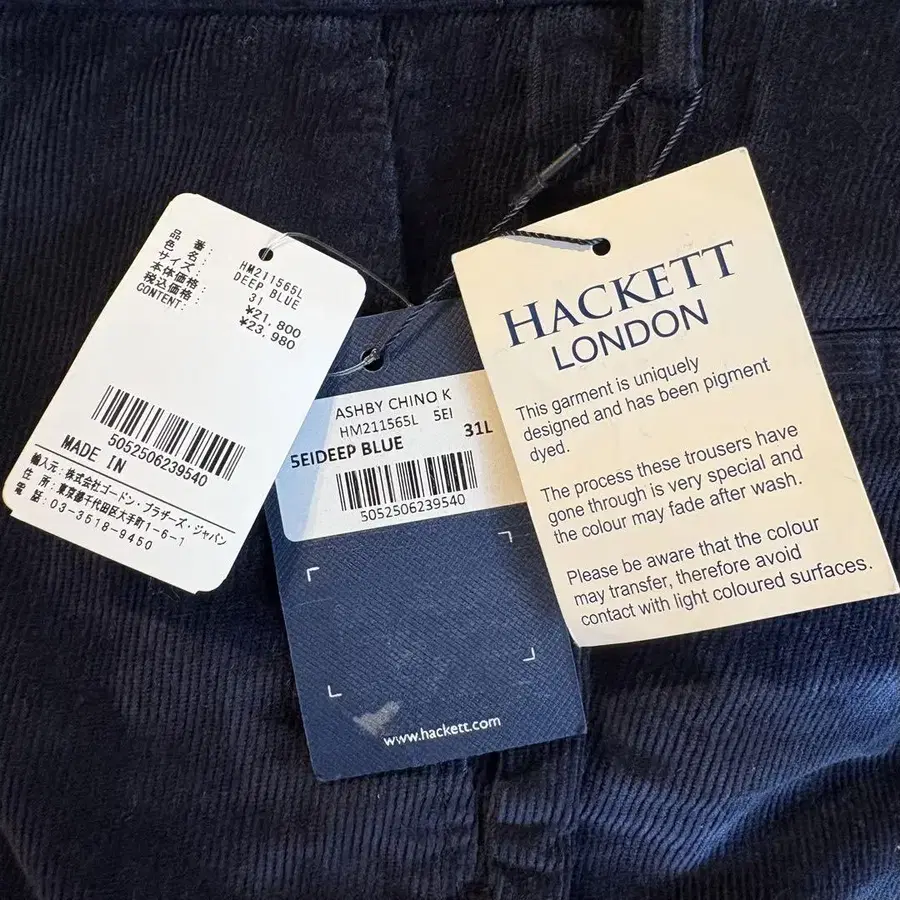 品 番:
HM211565L
色 名:
DEEP BLUE
サイズ:
31
本体価格:
¥21,800
税込価格:
¥23,980
CONTENT:
5052506239540
MADE IN
輸入元:株式会社ゴードン・ブラザーズ・ジャパン
住 所:東京都千代田区大手町1-6-1
電 話:03-3518-9450
ASHBY CHINO K
HM211565L 5EI
5EIDEEP BLUE 31L
5052506239540
www.hackett.com
HACKETT
LONDON
This garment is uniquely
designed and has been pigment
dyed.
The process these trousers have
gone through is very special and
the colour may fade after wash.
Please be aware that the colour
may transfer, therefore avoid
contact with light coloured surfaces.